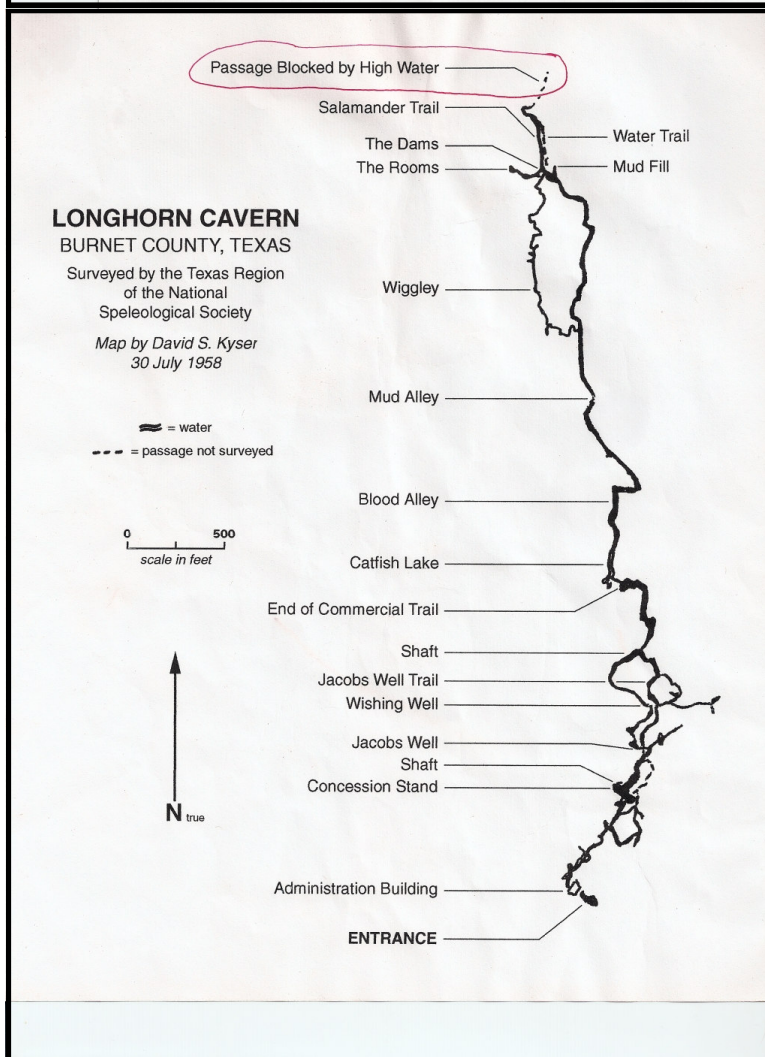 Passage Blocked by High Water
Salamander Trail
Water Trail
The Dams
The Rooms
Mud Fill
LONGHORN CAVERN
BURNET COUNTY, TEXAS
Surveyed by the Texas Region
of the National
Speleological Society
Map by David S. Kyser
30 July 1958
Wiggley
Mud Alley
= water
= passage not surveyed
Blood Alley
0 500
scale in feet
Catfish Lake
End of Commercial Trail
Shaft
Jacobs Well Trail
Wishing Well
Jacobs Well
Shaft
Concession Stand
N true
Administration Building
ENTRANCE